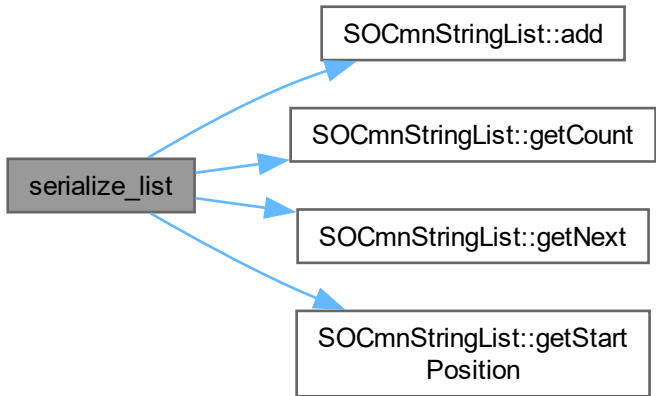 SOCmnStringList::add
SOCmnStringList::getCount
serialize_list
SOCmnStringList::getNext
SOCmnStringList::getStart
Position